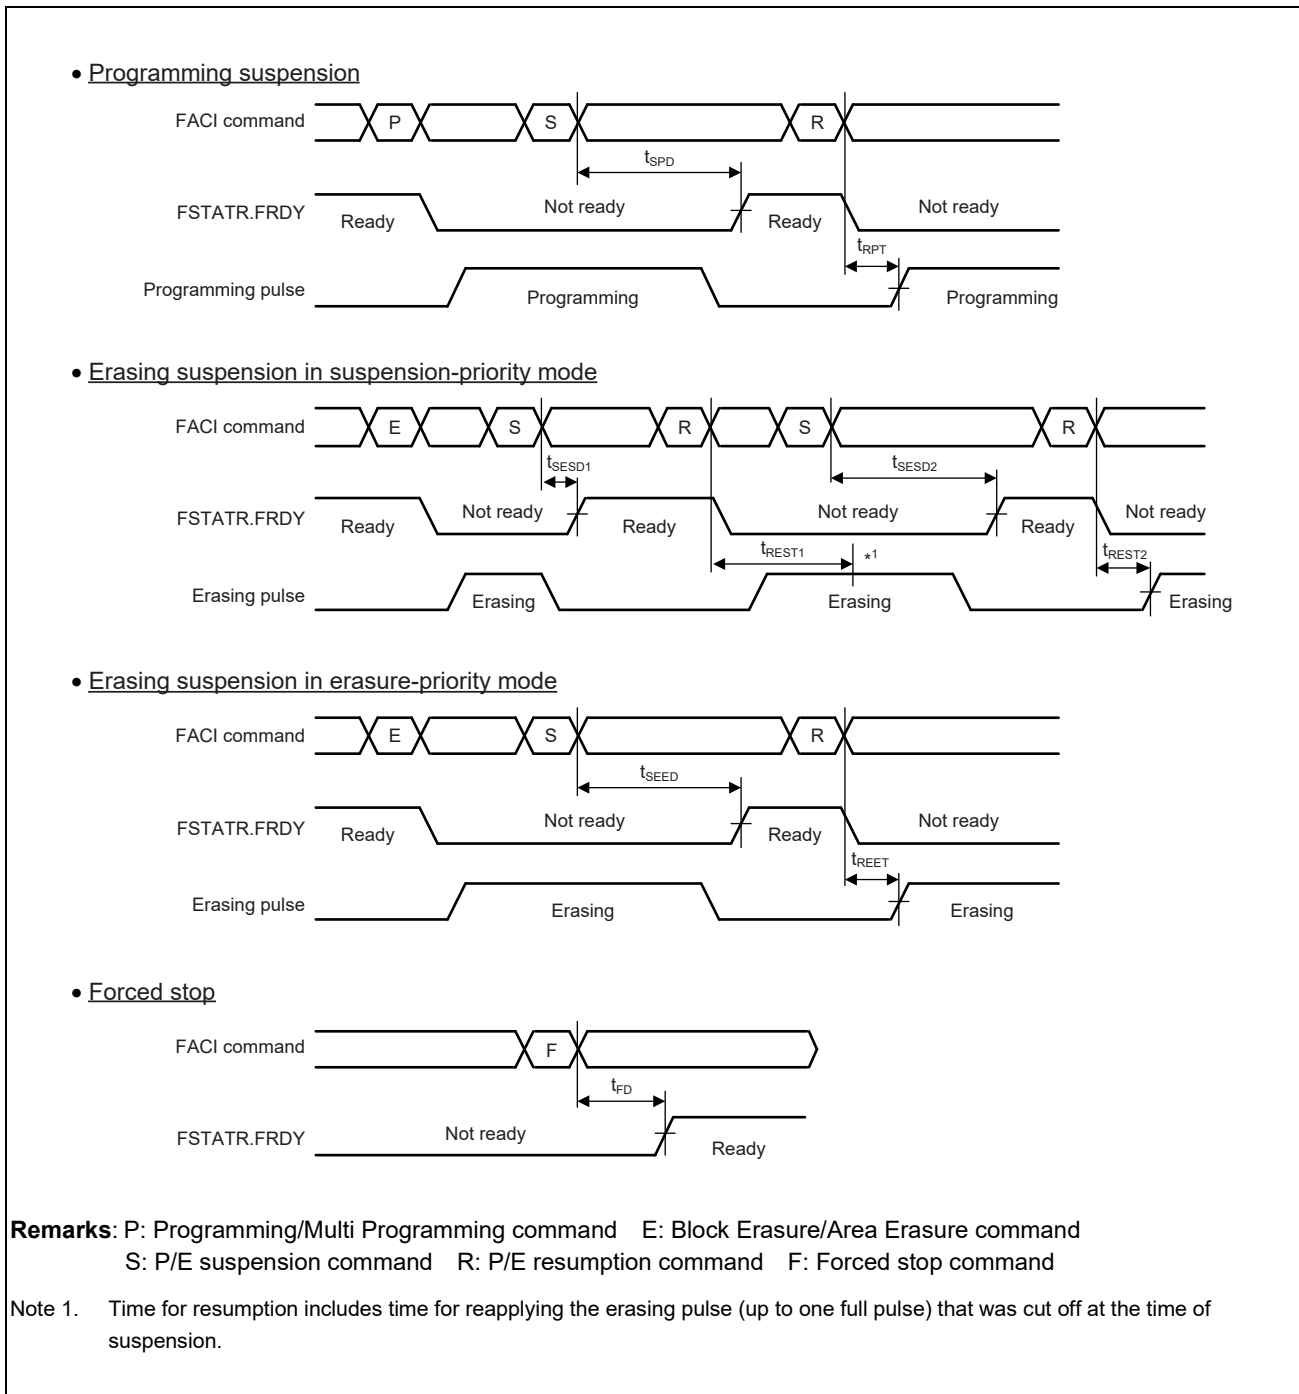 • Programming suspension
FACI command P S R
tSPD
FSTATR.FRDY Ready Not ready Ready Not ready
tRPT
Programming pulse Programming Programming
• Erasing suspension in suspension-priority mode
FACI command E S R S R
tSESD1 tSESD2
FSTATR.FRDY Ready Not ready Ready Not ready Ready Not ready
tREST1 *1 tREST2
Erasing pulse Erasing Erasing Erasing
• Erasing suspension in erasure-priority mode
FACI command E S R
tSEED
FSTATR.FRDY Ready Not ready Ready Not ready
tREET
Erasing pulse Erasing Erasing
• Forced stop
FACI command F
tFD
FSTATR.FRDY Not ready Ready
Remarks: P: Programming/Multi Programming command E: Block Erasure/Area Erasure command
S: P/E suspension command R: P/E resumption command F: Forced stop command
Note 1. Time for resumption includes time for reapplying the erasing pulse (up to one full pulse) that was cut off at the time of
suspension.